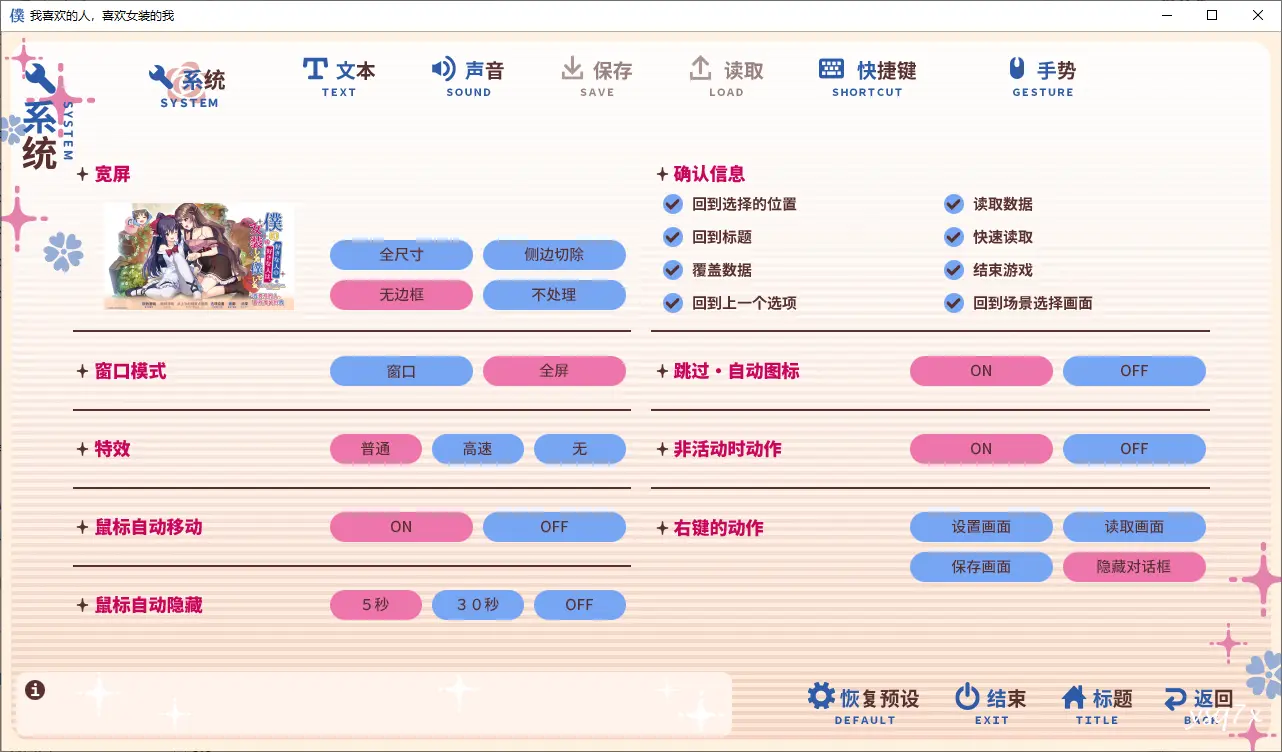 僕 我喜欢的人，喜欢女装的我
系统
SYSTEM
系统
SYSTEM
文本
TEXT
声音
SOUND
保存
SAVE
读取
LOAD
快捷键
SHORTCUT
手势
GESTURE
宽屏
全尺寸
侧边切除
无边框
不处理
窗口模式
窗口
全屏
特效
普通
高速
无
鼠标自动移动
ON
OFF
鼠标自动隐藏
5秒
30秒
OFF
确认信息
回到选择的位置
读取数据
回到标题
快速读取
覆盖数据
结束游戏
回到上一个选项
回到场景选择画面
跳过・自动图标
ON
OFF
非活动时动作
ON
OFF
右键的动作
设置画面
读取画面
保存画面
隐藏对话框
恢复预设
DEFAULT
结束
EXIT
标题
TITLE
返回
BACK